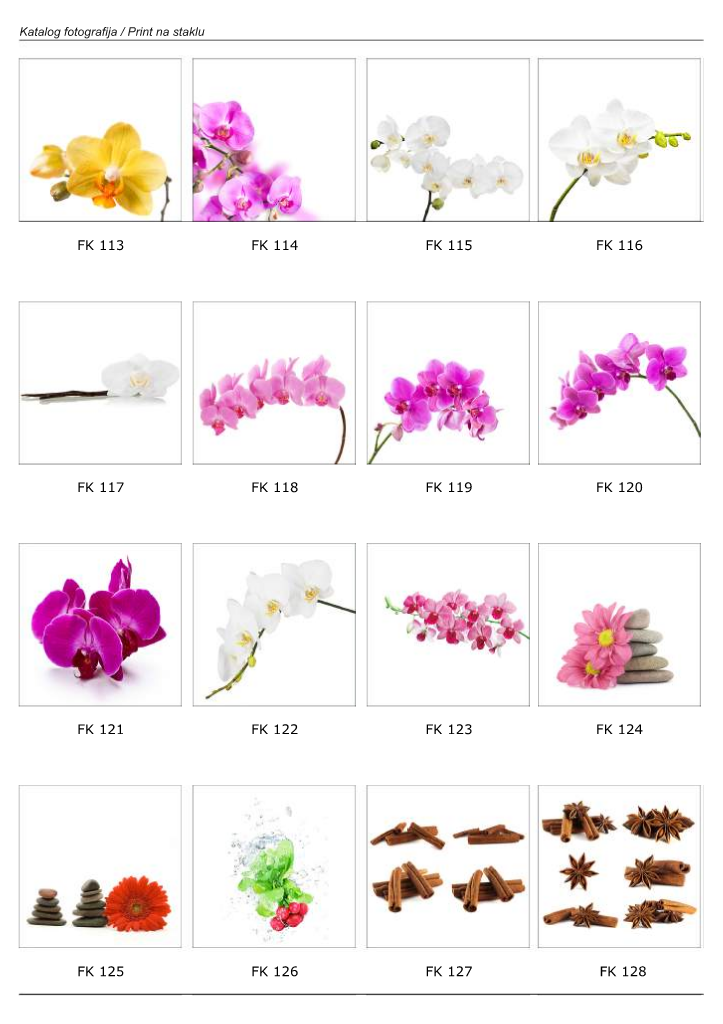 Katalog fotografija / Print na staklu
FK 113
FK 114
FK 115
FK 116
FK 117
FK 118
FK 119
FK 120
FK 121
FK 122
FK 123
FK 124
FK 125
FK 126
FK 127
FK 128